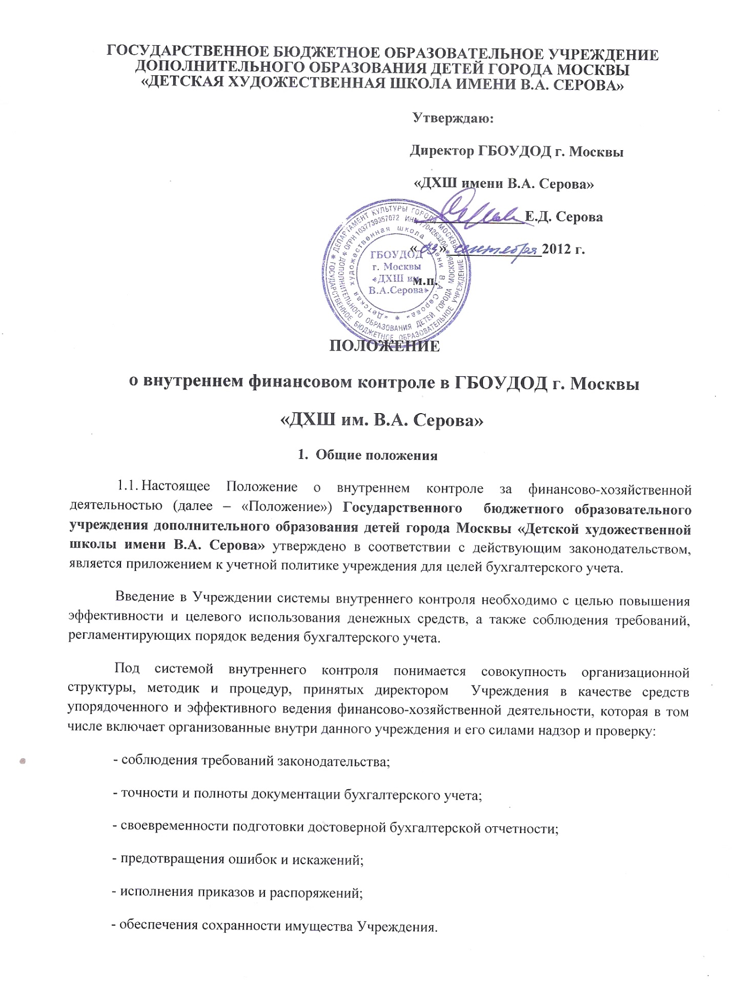 ГОСУДАРСТВЕННОЕ БЮДЖЕТНОЕ ОБРАЗОВАТЕЛЬНОЕ УЧРЕЖДЕНИЕ
ДОПОЛНИТЕЛЬНОГО ОБРАЗОВАНИЯ ДЕТЕЙ ГОРОДА МОСКВЫ
«ДЕТСКАЯ ХУДОЖЕСТВЕННАЯ ШКОЛА ИМЕНИ В.А. СЕРОВА»
Утверждаю:
Директор ГБОУДОД г. Москвы
«ДХШ имени В.А. Серова»
Е.Д. Серова
«03» сентября 2012 г.
м.п.
ДЕПАРТАМЕНТ КУЛЬТУРЫ ГОРОДА МОСКВЫ * ГОСУДАРСТВЕННОЕ БЮДЖЕТНОЕ ОБРАЗОВАТЕЛЬНОЕ УЧРЕЖДЕНИЕ *
ОГРН 1037739357072 ИНН 7704263200 * ДОПОЛНИТЕЛЬНОГО ОБРАЗОВАНИЯ ДЕТЕЙ ГОРОДА МОСКВЫ *
«Детская художественная школа имени В.А.Серова» *
ГБОУДОД
г. Москвы
«ДХШ им.
В.А.Серова»
ПОЛОЖЕНИЕ
о внутреннем финансовом контроле в ГБОУДОД г. Москвы
«ДХШ им. В.А. Серова»
1. Общие положения
1.1. Настоящее Положение о внутреннем контроле за финансово-хозяйственной
деятельностью (далее – «Положение») Государственного бюджетного образовательного
учреждения дополнительного образования детей города Москвы «Детской художественной
школы имени В.А. Серова» утверждено в соответствии с действующим законодательством,
является приложением к учетной политике учреждения для целей бухгалтерского учета.
Введение в Учреждении системы внутреннего контроля необходимо с целью повышения
эффективности и целевого использования денежных средств, а также соблюдения требований,
регламентирующих порядок ведения бухгалтерского учета.
Под системой внутреннего контроля понимается совокупность организационной
структуры, методик и процедур, принятых директором Учреждения в качестве средств
упорядоченного и эффективного ведения финансово-хозяйственной деятельности, которая в том
числе включает организованные внутри данного учреждения и его силами надзор и проверку:
- соблюдения требований законодательства;
- точности и полноты документации бухгалтерского учета;
- своевременности подготовки достоверной бухгалтерской отчетности;
- предотвращения ошибок и искажений;
- исполнения приказов и распоряжений;
- обеспечения сохранности имущества Учреждения.